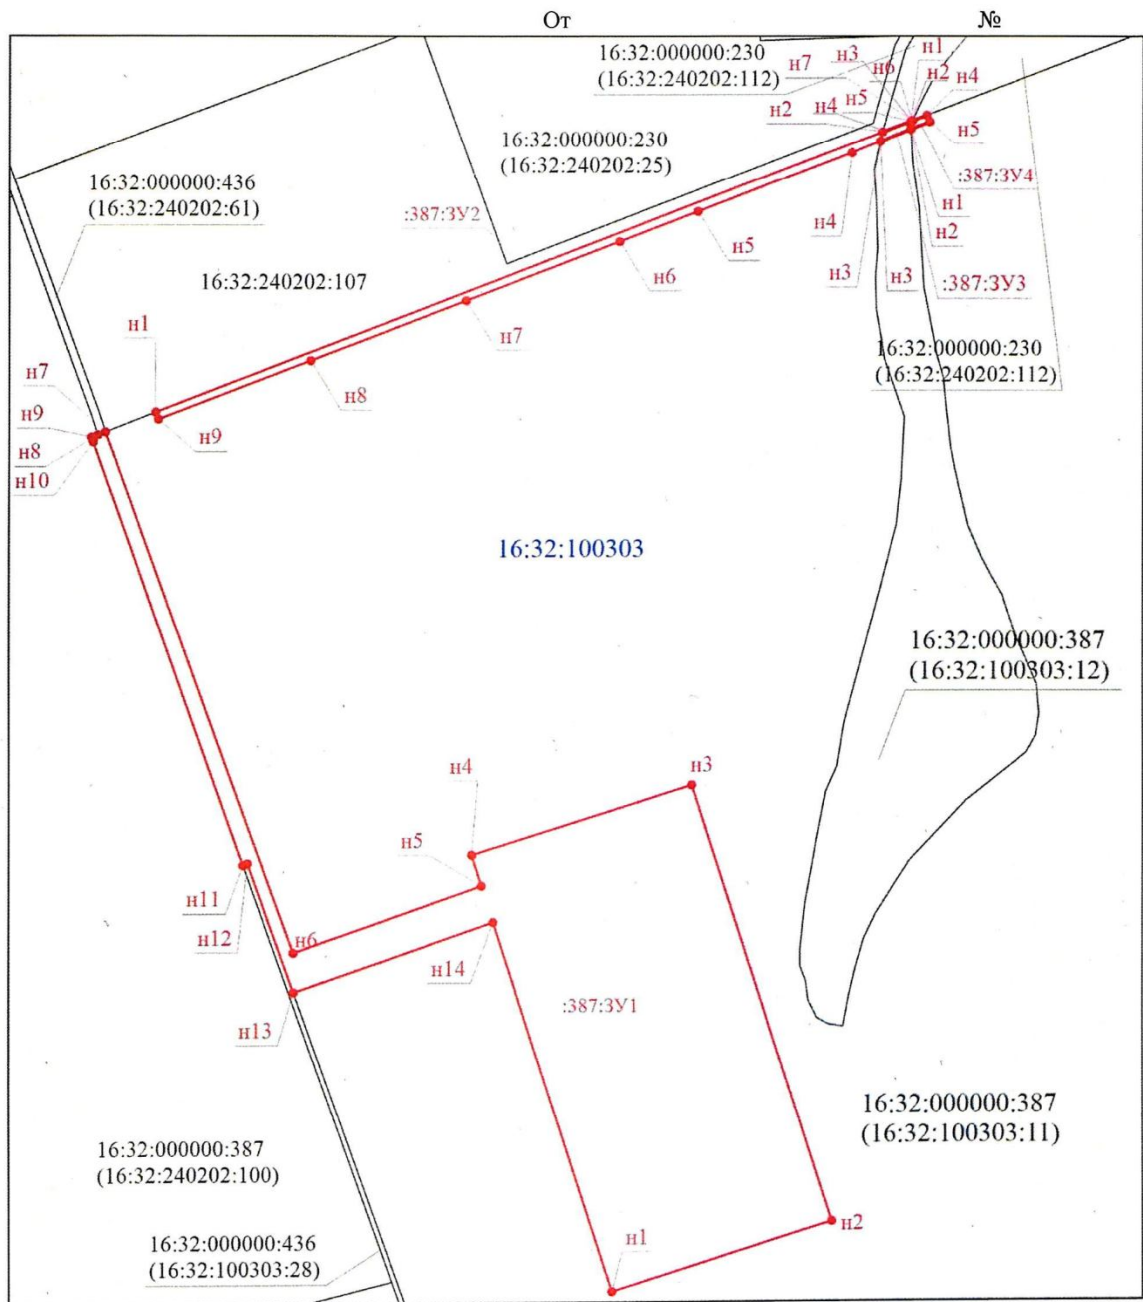 От
№
16:32:000000:230
(16:32:240202:112)
н7
н3
н6
н1
н2
н4
н2
н4
н5
н5
16:32:000000:230
(16:32:240202:25)
:387:ЗУ4
16:32:000000:436
(16:32:240202:61)
:387:ЗУ2
н1
н4
н5
н2
н6
н3
н3
:387:ЗУ3
16:32:240202:107
н7
н1
16:32:000000:230
(16:32:240202:112)
н7
н8
н9
н9
н8
н10
16:32:100303
16:32:000000:387
(16:32:100303:12)
н3
н4
н5
н11
н12
н6
н14
н13
:387:ЗУ1
16:32:000000:387
(16:32:100303:11)
16:32:000000:387
(16:32:240202:100)
н2
16:32:000000:436
(16:32:100303:28)
н1